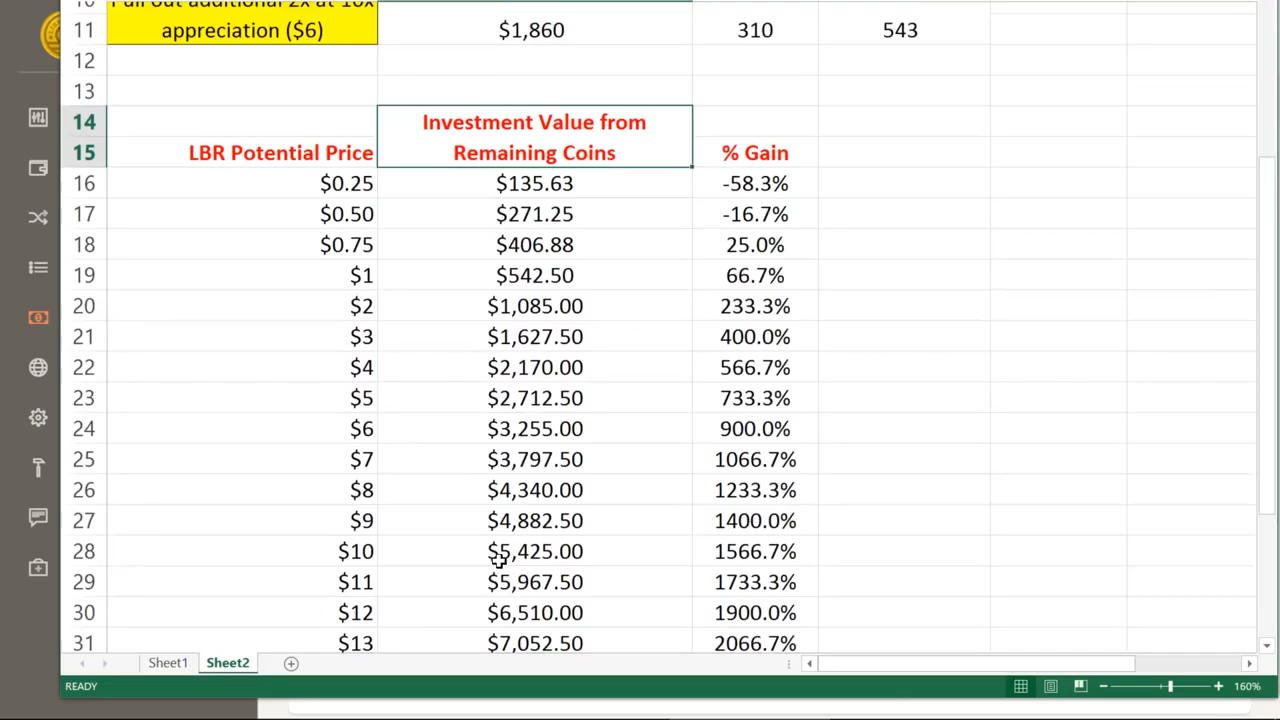 10 Pull out additional 2x at 10x
11 appreciation ($6) $1,860 310 543
12
13
14 Investment Value from
15 LBR Potential Price Remaining Coins % Gain
16 $0.25 $135.63 -58.3%
17 $0.50 $271.25 -16.7%
18 $0.75 $406.88 25.0%
19 $1 $542.50 66.7%
20 $2 $1,085.00 233.3%
21 $3 $1,627.50 400.0%
22 $4 $2,170.00 566.7%
23 $5 $2,712.50 733.3%
24 $6 $3,255.00 900.0%
25 $7 $3,797.50 1066.7%
26 $8 $4,340.00 1233.3%
27 $9 $4,882.50 1400.0%
28 $10 $5,425.00 1566.7%
29 $11 $5,967.50 1733.3%
30 $12 $6,510.00 1900.0%
31 $13 $7,052.50 2066.7%
Sheet1 Sheet2
READY 160%